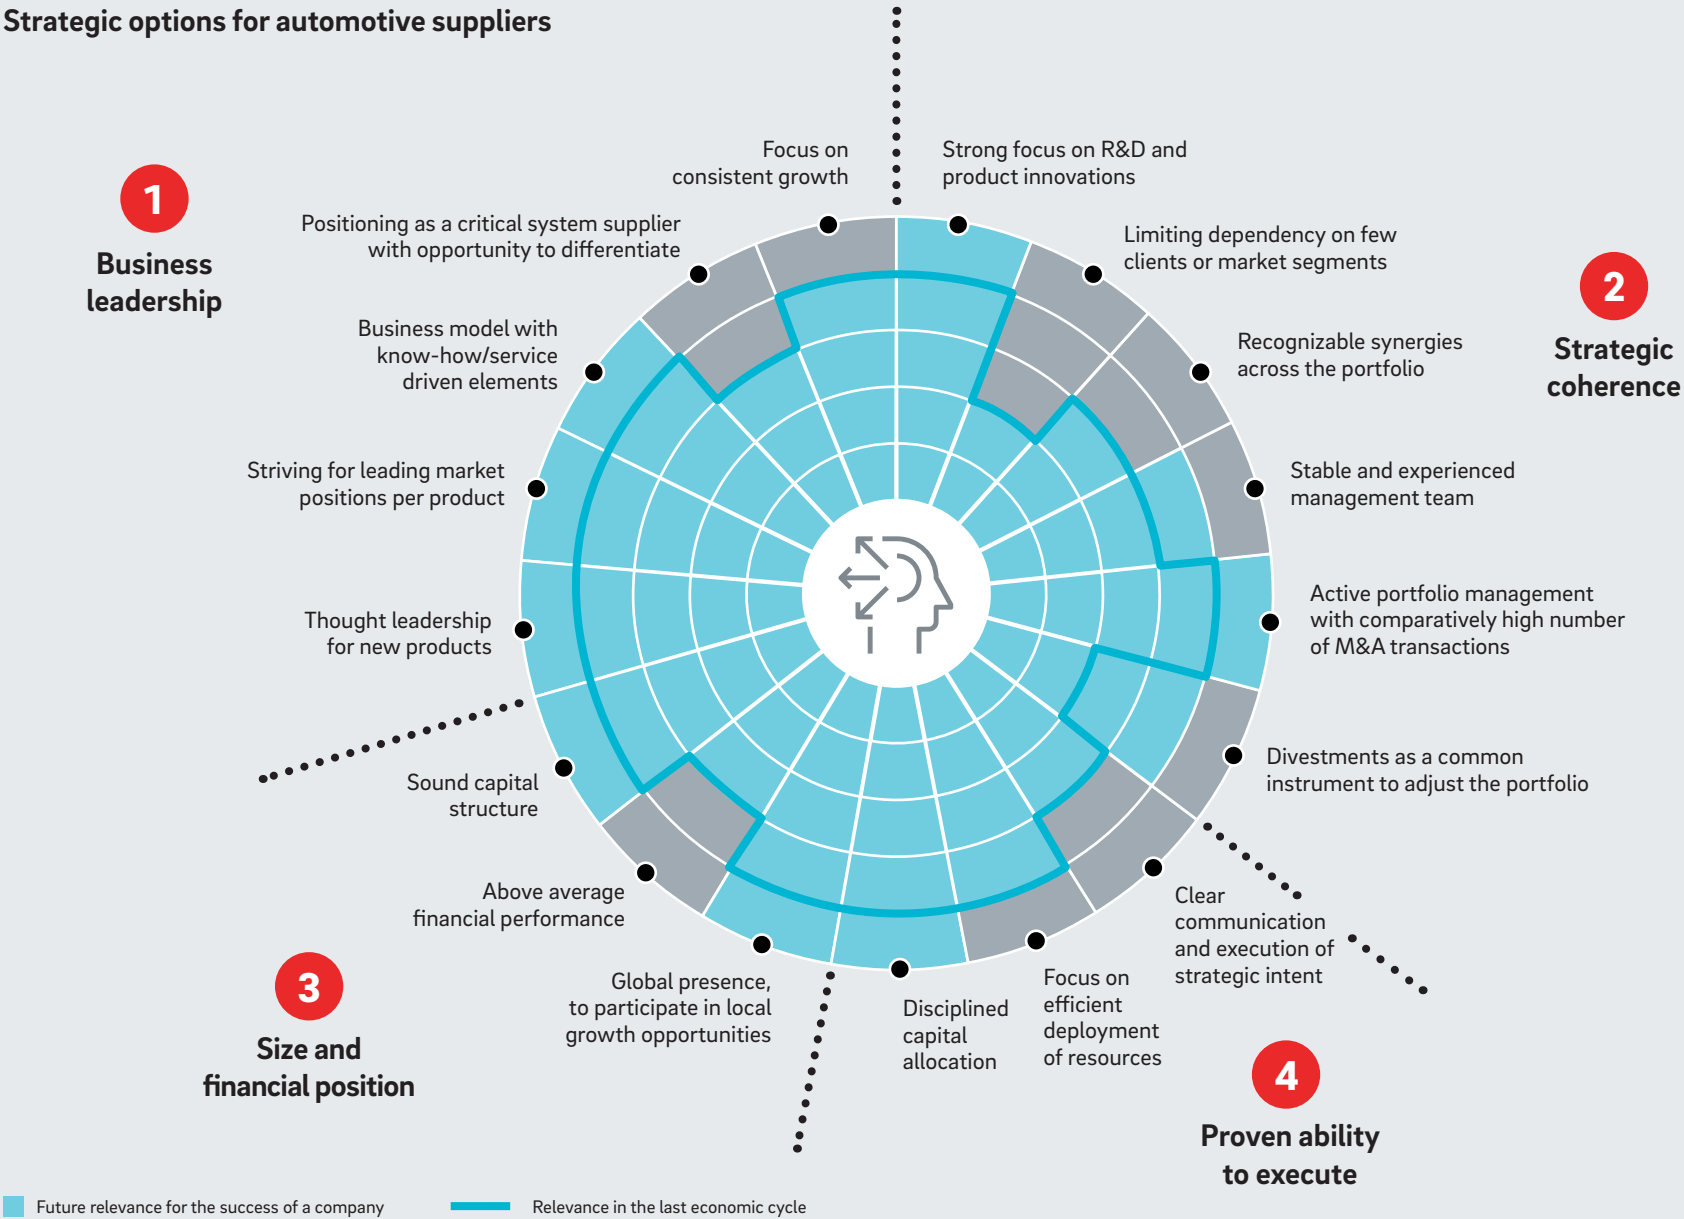 Strategic options for automotive suppliers
1
Business
leadership
Focus on
consistent growth
Positioning as a critical system supplier
with opportunity to differentiate
Business model with
know-how/service
driven elements
Striving for leading market
positions per product
Thought leadership
for new products
Strong focus on R&D and
product innovations
Limiting dependency on few
clients or market segments
Recognizable synergies
across the portfolio
Stable and experienced
management team
Active portfolio management
with comparatively high number
of M&A transactions
Divestments as a common
instrument to adjust the portfolio
2
Strategic
coherence
Sound capital
structure
Above average
financial performance
Global presence,
to participate in local
growth opportunities
3
Size and
financial position
Disciplined
capital
allocation
Focus on
efficient
deployment
of resources
Clear
communication
and execution of
strategic intent
4
Proven ability
to execute
Future relevance for the success of a company
Relevance in the last economic cycle